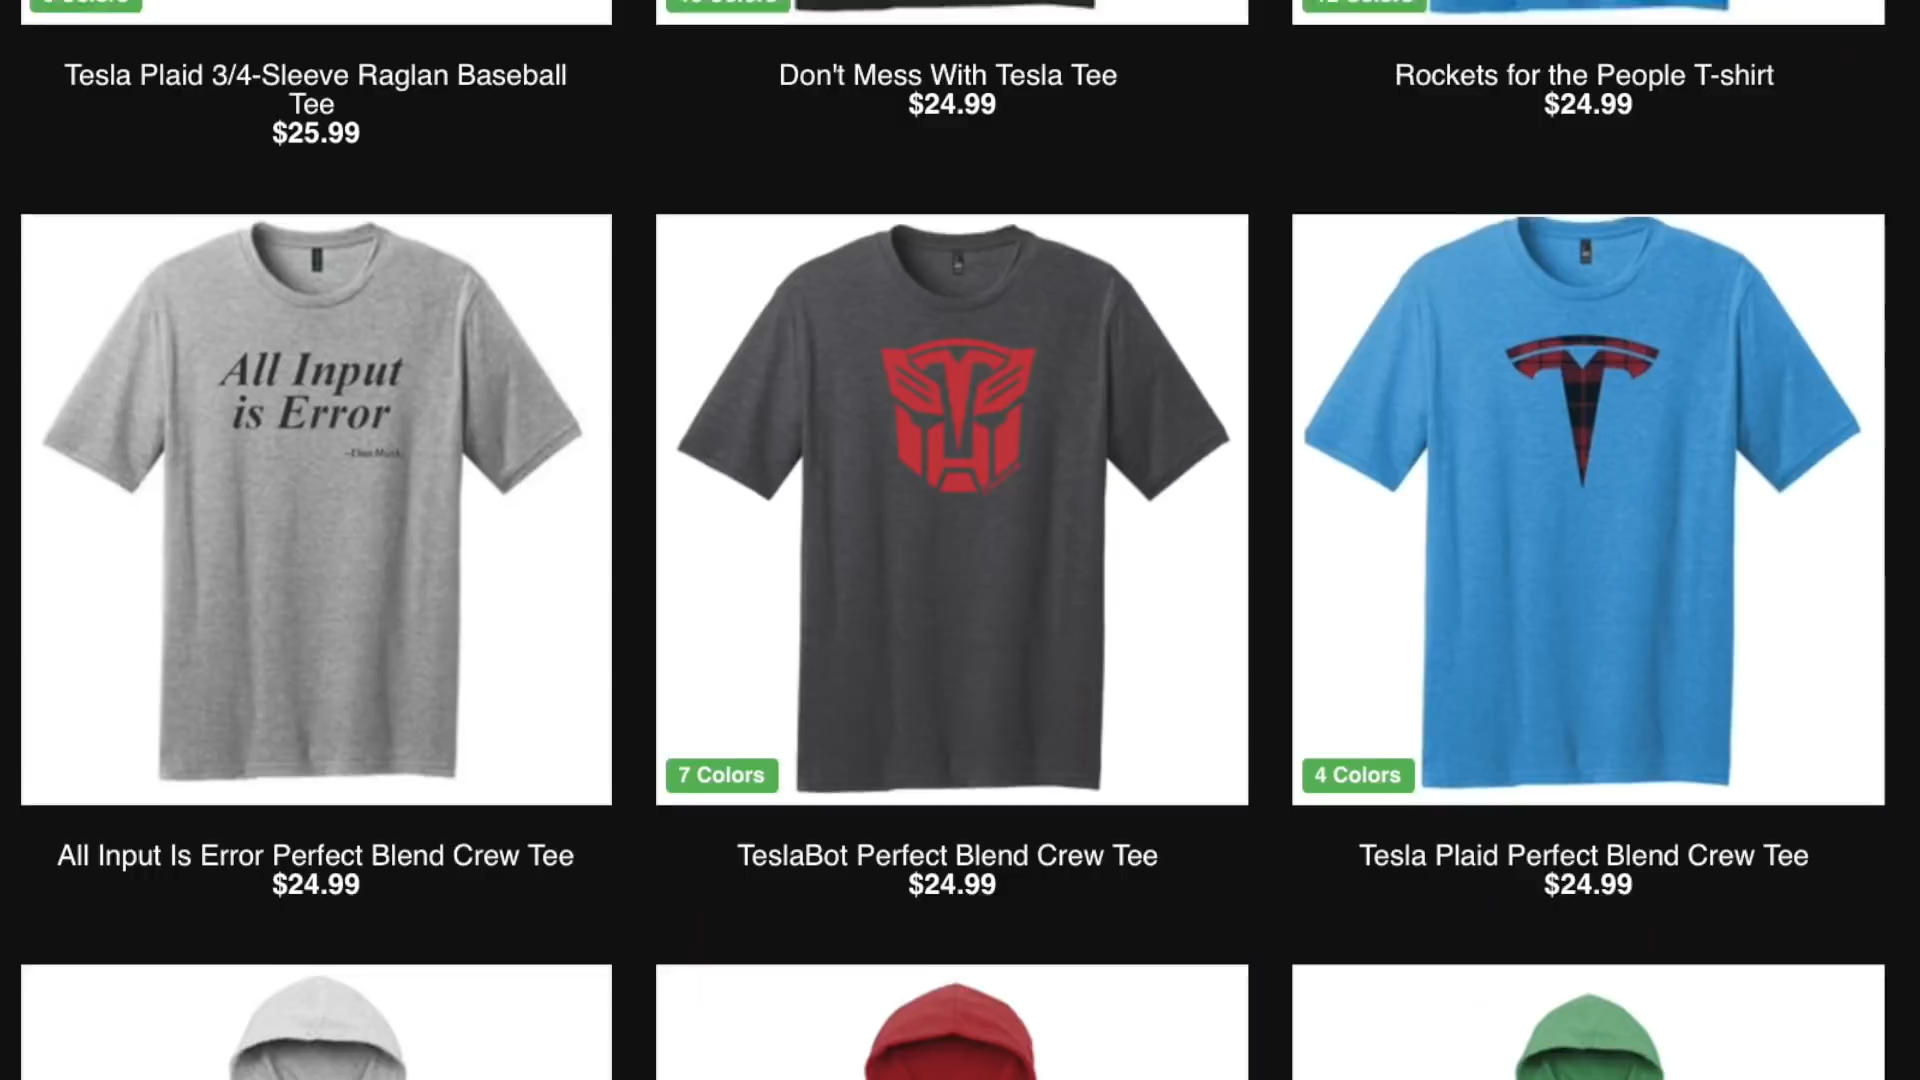 Tesla Plaid 3/4-Sleeve Raglan Baseball
Tee
$25.99
Don't Mess With Tesla Tee
$24.99
Rockets for the People T-shirt
$24.99
All Input
is Error
~Elon Musk
7 Colors
4 Colors
All Input Is Error Perfect Blend Crew Tee
$24.99
TeslaBot Perfect Blend Crew Tee
$24.99
Tesla Plaid Perfect Blend Crew Tee
$24.99